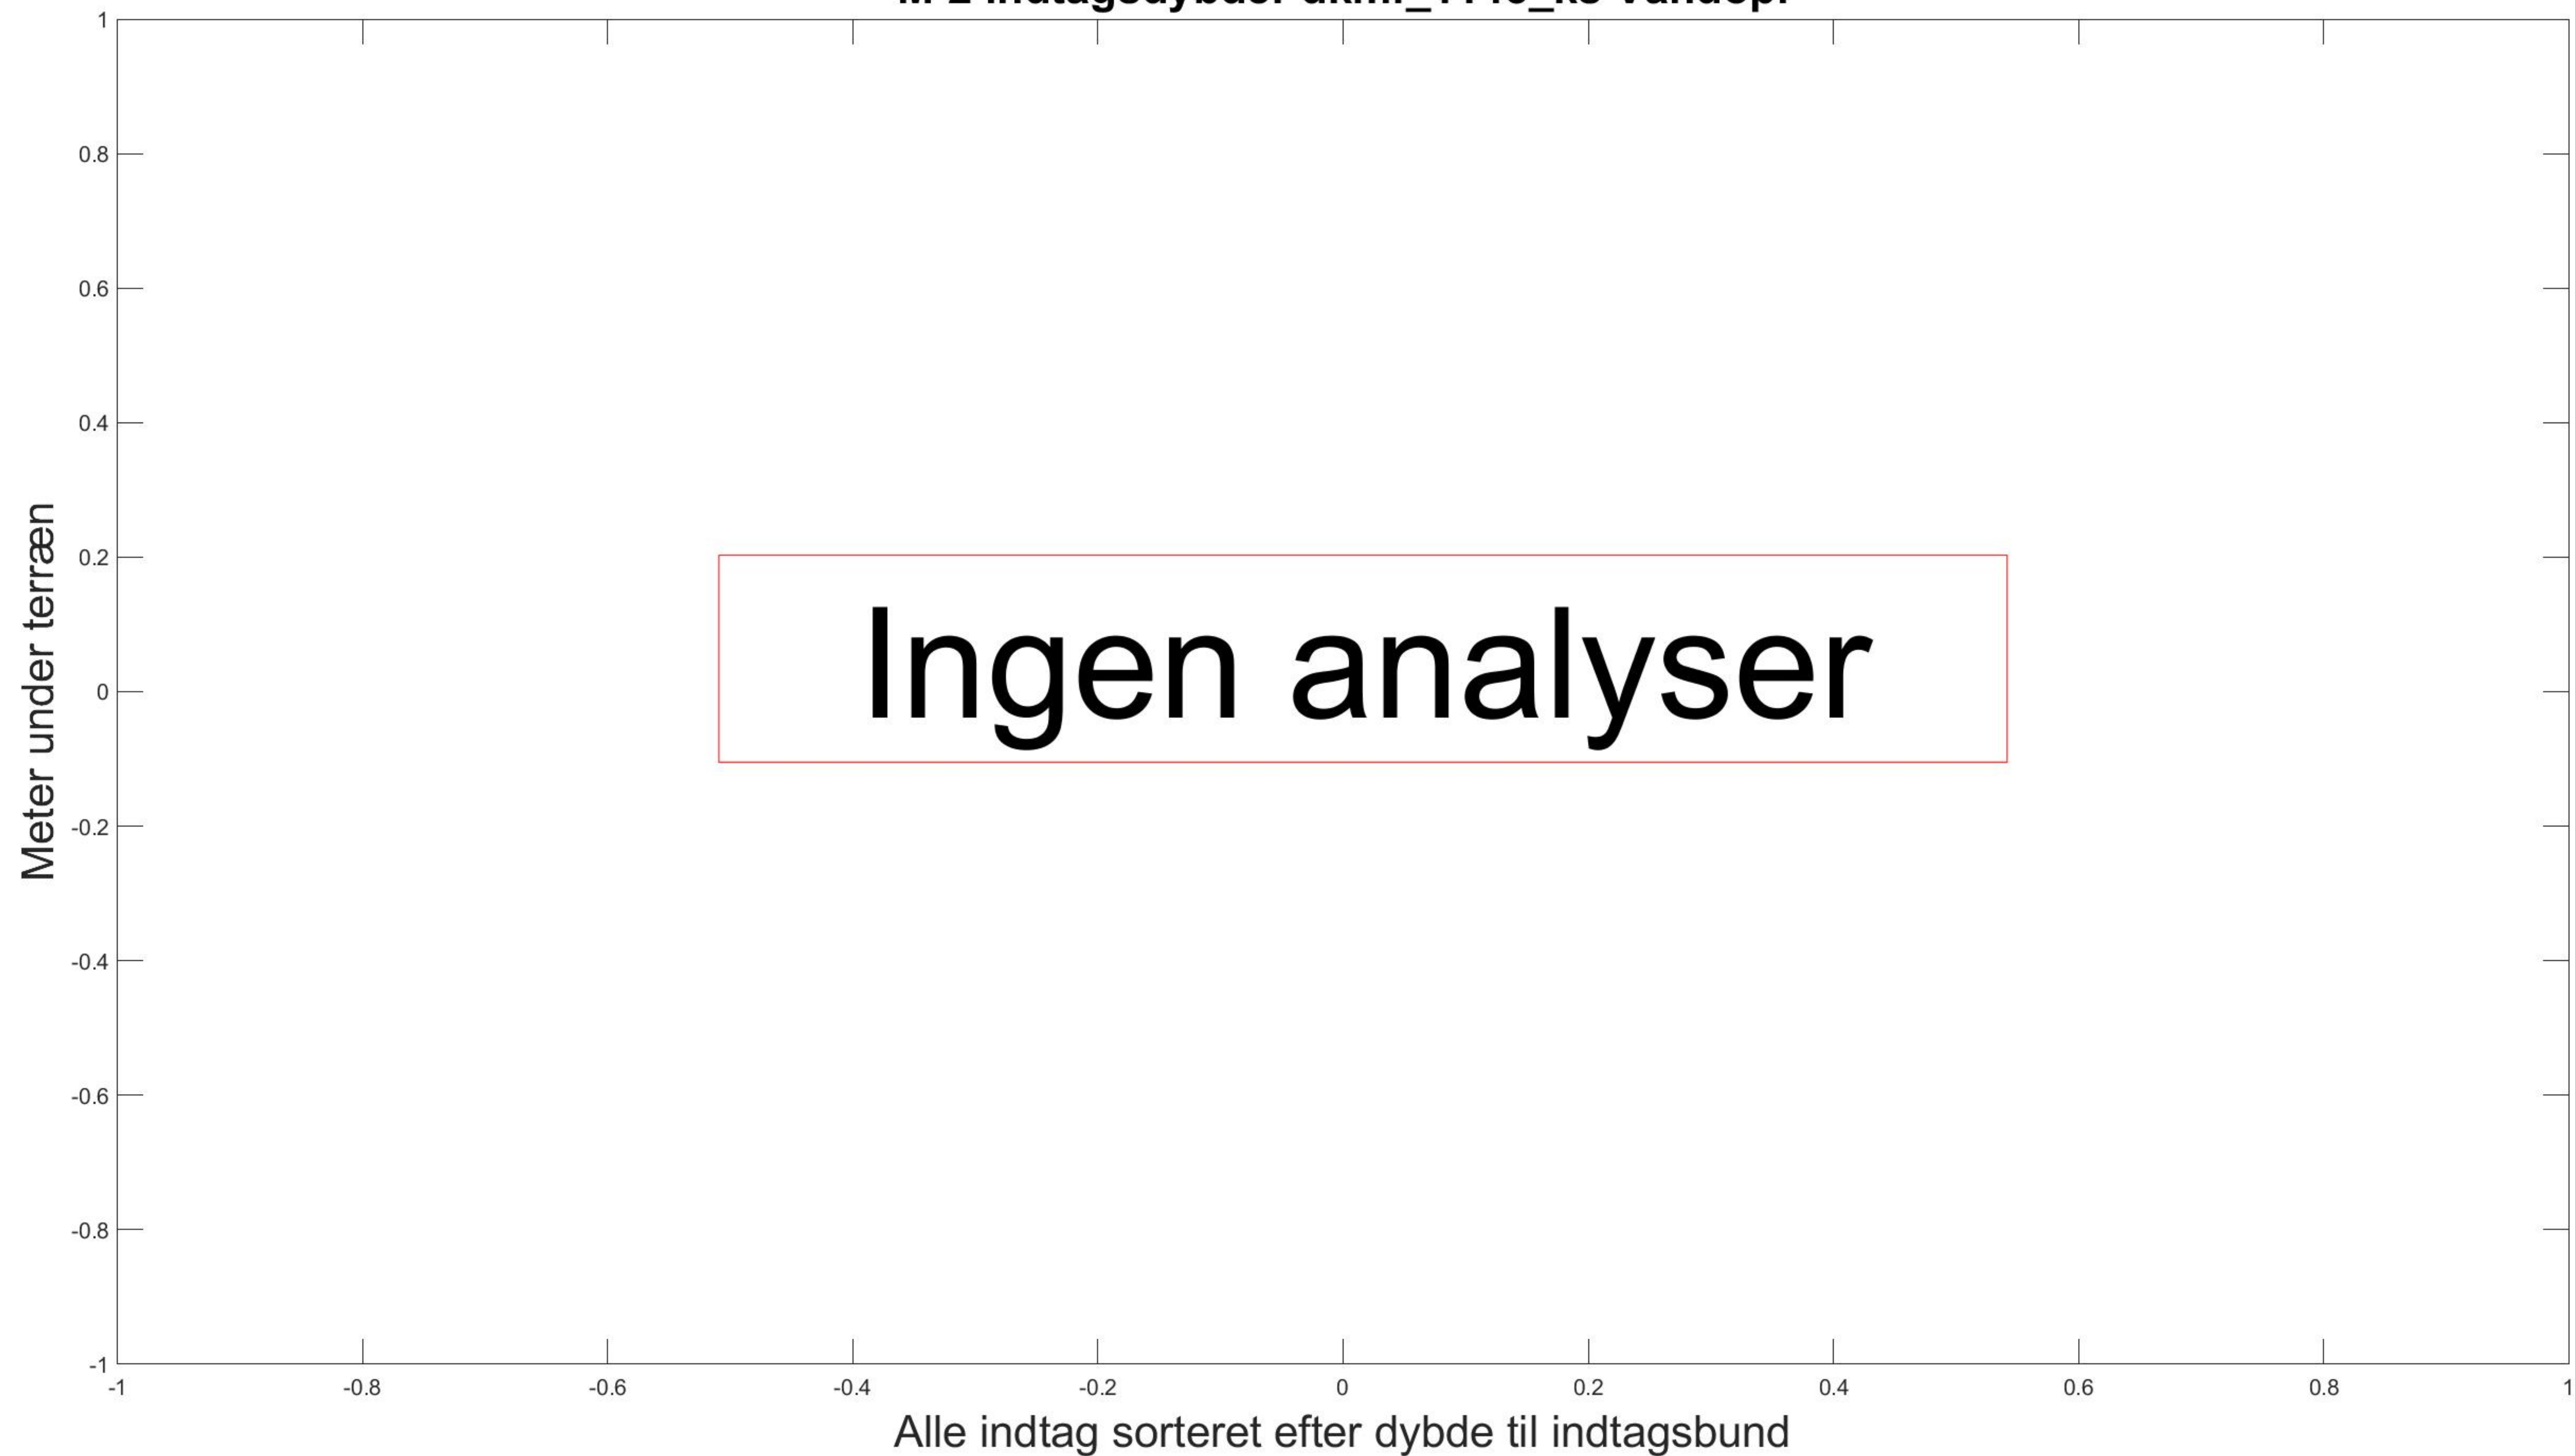 1
0.8
0.6
0.4
0.2
0
-0.2
-0.4
-0.6
-0.8
-1
Meter under terræn
Ingen analyser
-1 -0.8 -0.6 -0.4 -0.2 0 0.2 0.4 0.6 0.8 1
Alle indtag sorteret efter dybde til indtagsbund